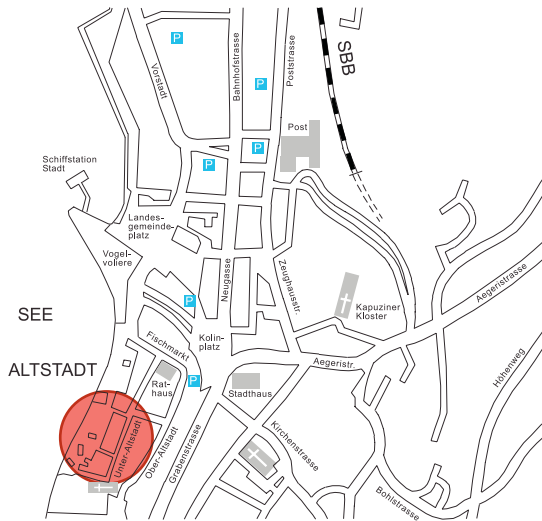 P
SBB
Vorstadt
Bahnhofstrasse
Poststrasse
P
Post
P
P
Schiffstation
Stadt
Landes-
gemeinde-
platz
Vogel-
voliere
Neugasse
Zeughausstr.
Kapuziner
Kloster
Aegeristrasse
P
SEE
Fischmarkt
Kolin-
platz
Aegeristr.
Höhenweg
ALTSTADT
Rat-
haus
P
Stadthaus
Unter-Altstadt
Ober-Altstadt
Grabenstrasse
Kirchenstrasse
Bohlstrasse